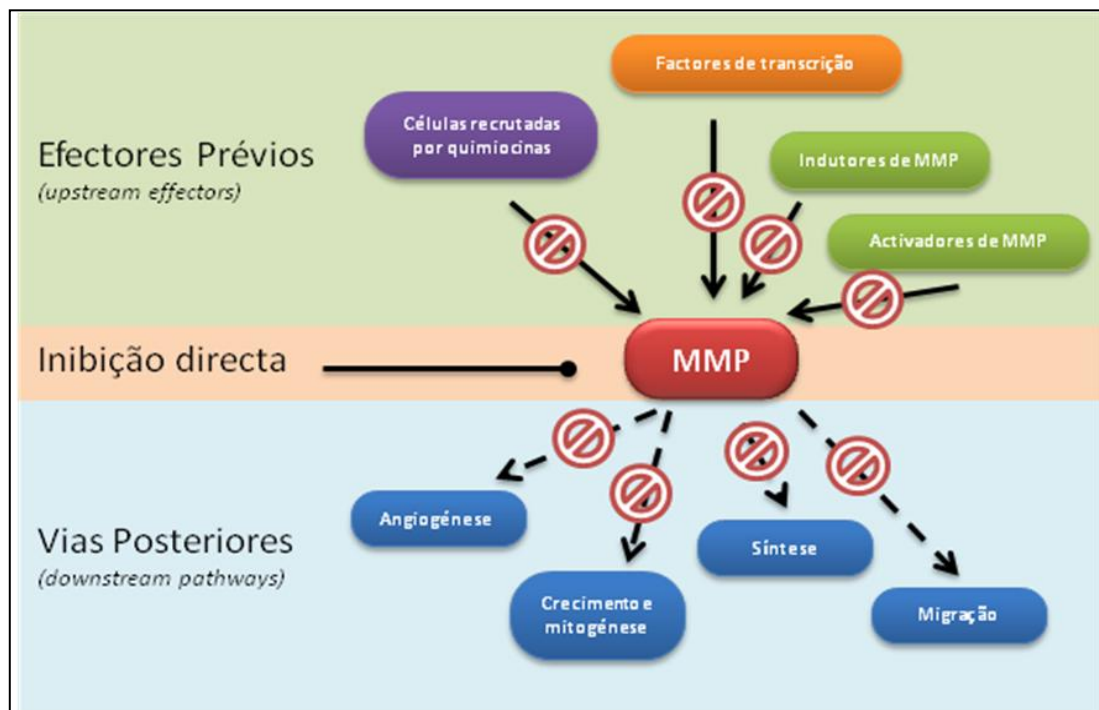 Factores de transcrição
Células recrutadas
por quimiocinas
Efectores Prévios
(upstream effectors)
Indutores de MMP
Activadores de MMP
Inibição directa
MMP
Angiogénese
Vias Posteriores
(downstream pathways)
Síntese
Crecimento e
mitogénese
Migração